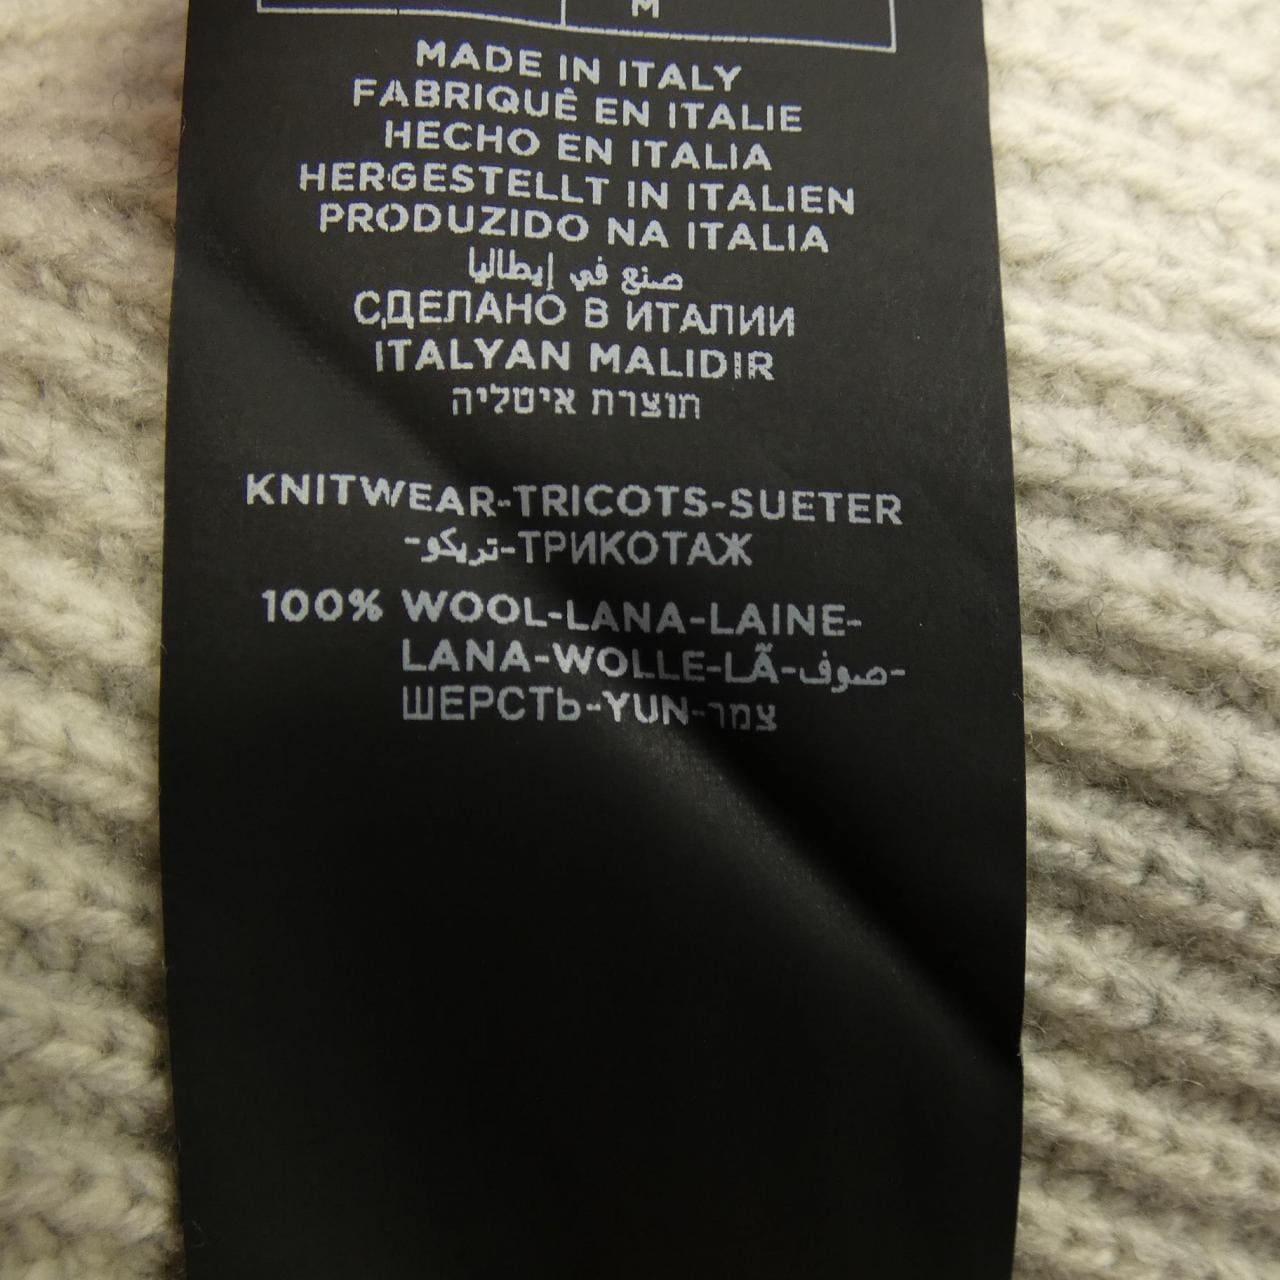 M
MADE IN ITALY
FABRIQUÊ EN ITALIE
HECHO EN ITALIA
HERGESTELLT IN ITALIEN
PRODUZIDO NA ITALIA
صنع في إيطاليا
СДЕЛАНО В ИТАЛИИ
ITALYAN MALIDIR
תוצרת איטליה
KNITWEAR-TRICOTS-SUETER
-تريكو-ТРИКОТАЖ
100% WOOL-LANA-LAINE-
LANA-WOLLE-LÃ-صوف-
ШЕРСТЬ-YUN-צמר